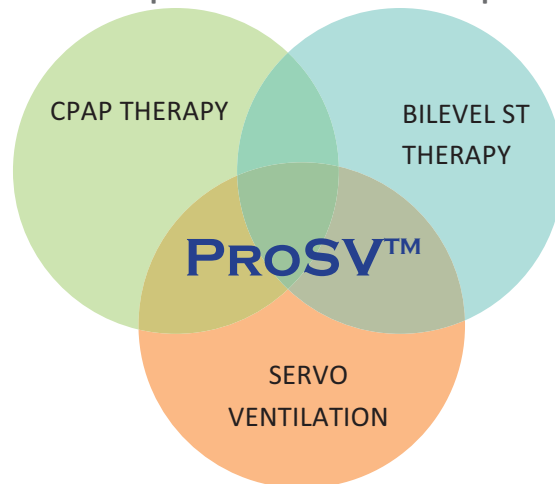 CPAP THERAPY
BILEVEL ST
THERAPY
PROSV™
SERVO
VENTILATION